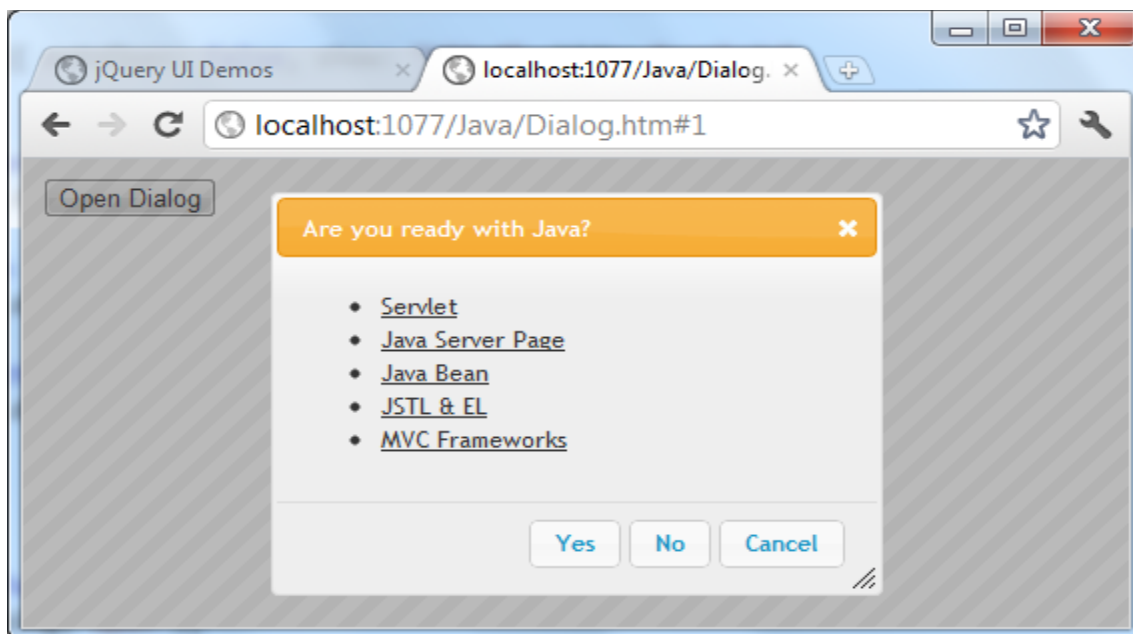 jQuery UI Demos
localhost:1077/Java/Dialog.
localhost:1077/Java/Dialog.htm#1
Open Dialog
Are you ready with Java?
Servlet
Java Server Page
Java Bean
JSTL & EL
MVC Frameworks
Yes No Cancel